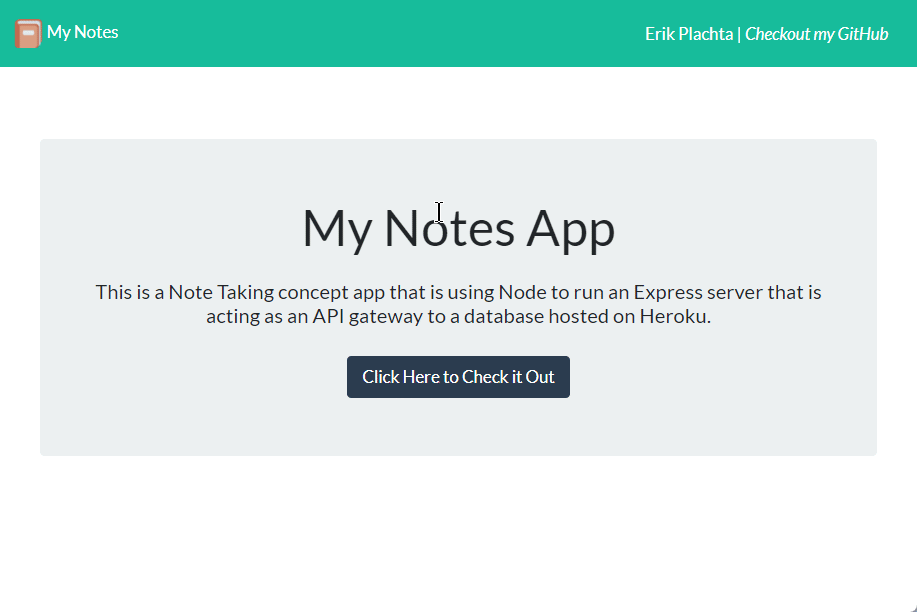 My Notes
Erik Plachta | Checkout my GitHub
My Notes App
This is a Note Taking concept app that is using Node to run an Express server that is
acting as an API gateway to a database hosted on Heroku.
Click Here to Check it Out